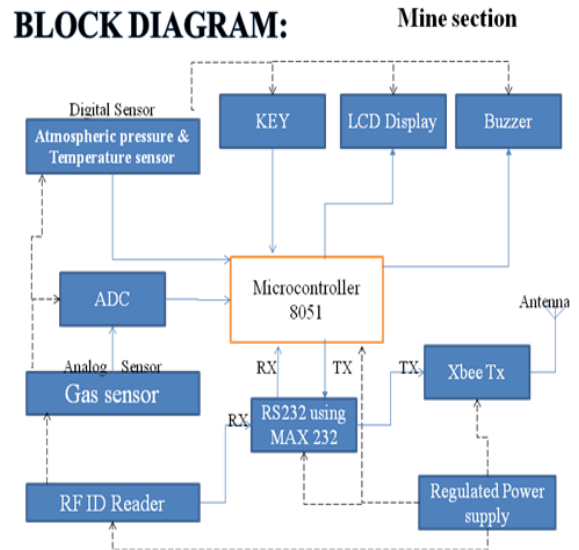 BLOCK DIAGRAM:
Mine section
Digital Sensor
Atmospheric pressure &
Temperature sensor
KEY
LCD Display
Buzzer
ADC
Microcontroller
8051
Antenna
Analog Sensor
Gas sensor
RX
TX
RX
RS232 using
MAX 232
TX
Xbee Tx
RF ID Reader
Regulated Power
supply